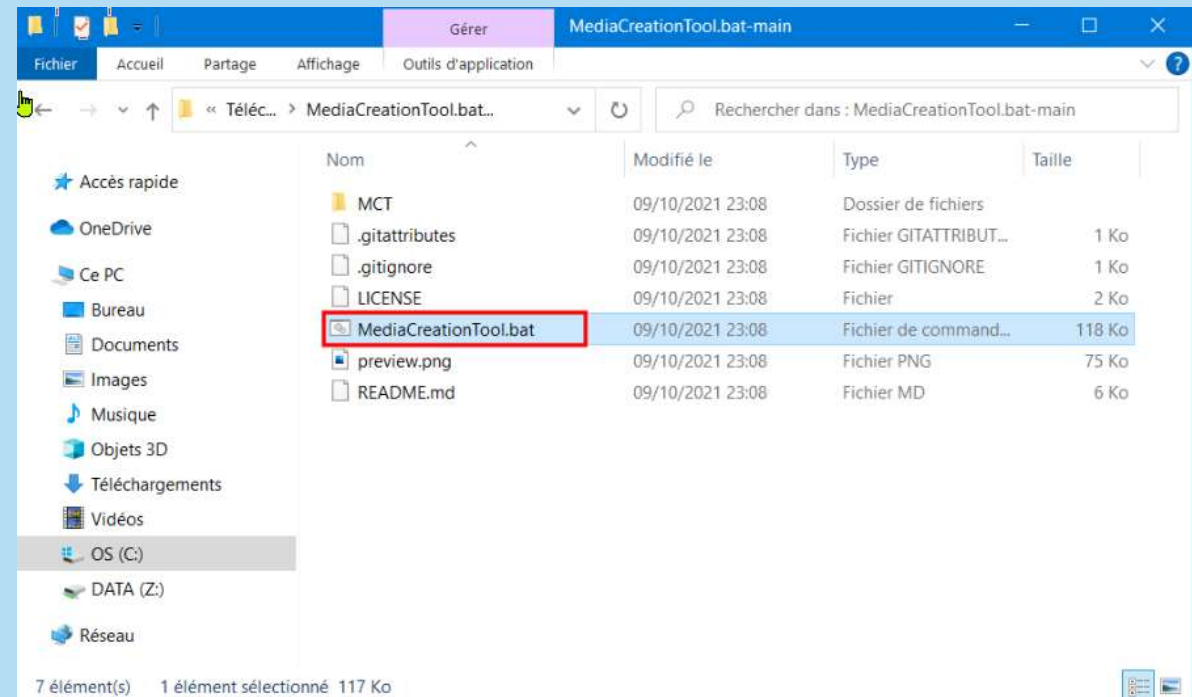 Gérer MediaCreationTool.bat-main
Fichier Accueil Partage Affichage Outils d'application
« Téléc... > MediaCreationTool.bat... Rechercher dans : MediaCreationTool.bat-main
Nom Modifié le Type Taille
Accès rapide
MCT 09/10/2021 23:08 Dossier de fichiers
OneDrive
.gitattributes 09/10/2021 23:08 Fichier GITATTRIBUT... 1 Ko
Ce PC
.gitignore 09/10/2021 23:08 Fichier GITIGNORE 1 Ko
Bureau
LICENSE 09/10/2021 23:08 Fichier 2 Ko
MediaCreationTool.bat 09/10/2021 23:08 Fichier de command... 118 Ko
Documents
preview.png 09/10/2021 23:08 Fichier PNG 75 Ko
Images
README.md 09/10/2021 23:08 Fichier MD 6 Ko
Musique
Objets 3D
Téléchargements
Vidéos
OS (C:)
DATA (Z:)
Réseau
7 élément(s) 1 élément sélectionné 117 Ko